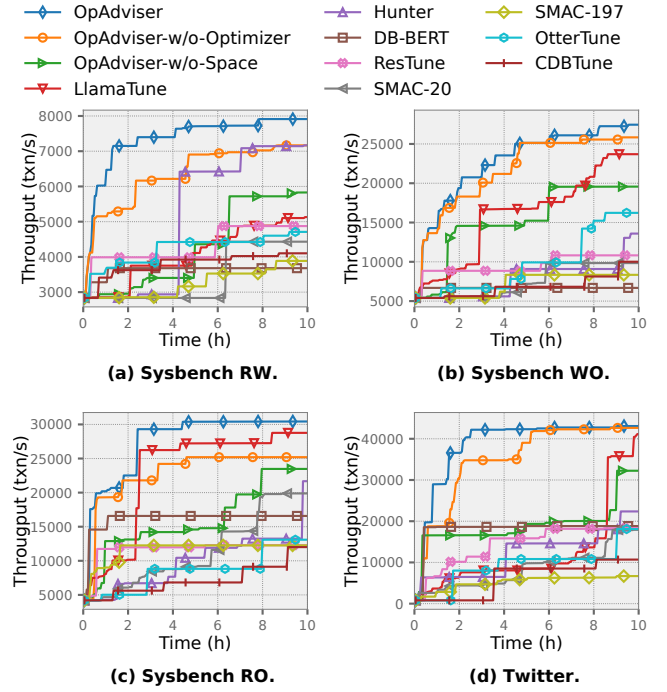 OpAdviser
OpAdviser-w/o-Optimizer
OpAdviser-w/o-Space
LlamaTune
Hunter
DB-BERT
ResTune
SMAC-20
SMAC-197
OtterTune
CDBTune
Througput (txn/s)
8000
7000
6000
5000
4000
3000
0 2 4 6 8 10
Time (h)
(a) Sysbench RW.
Througput (txn/s)
25000
20000
15000
10000
5000
0 2 4 6 8 10
Time (h)
(b) Sysbench WO.
Througput (txn/s)
30000
25000
20000
15000
10000
5000
0 2 4 6 8 10
Time (h)
(c) Sysbench RO.
Througput (txn/s)
40000
30000
20000
10000
0
0 2 4 6 8 10
Time (h)
(d) Twitter.